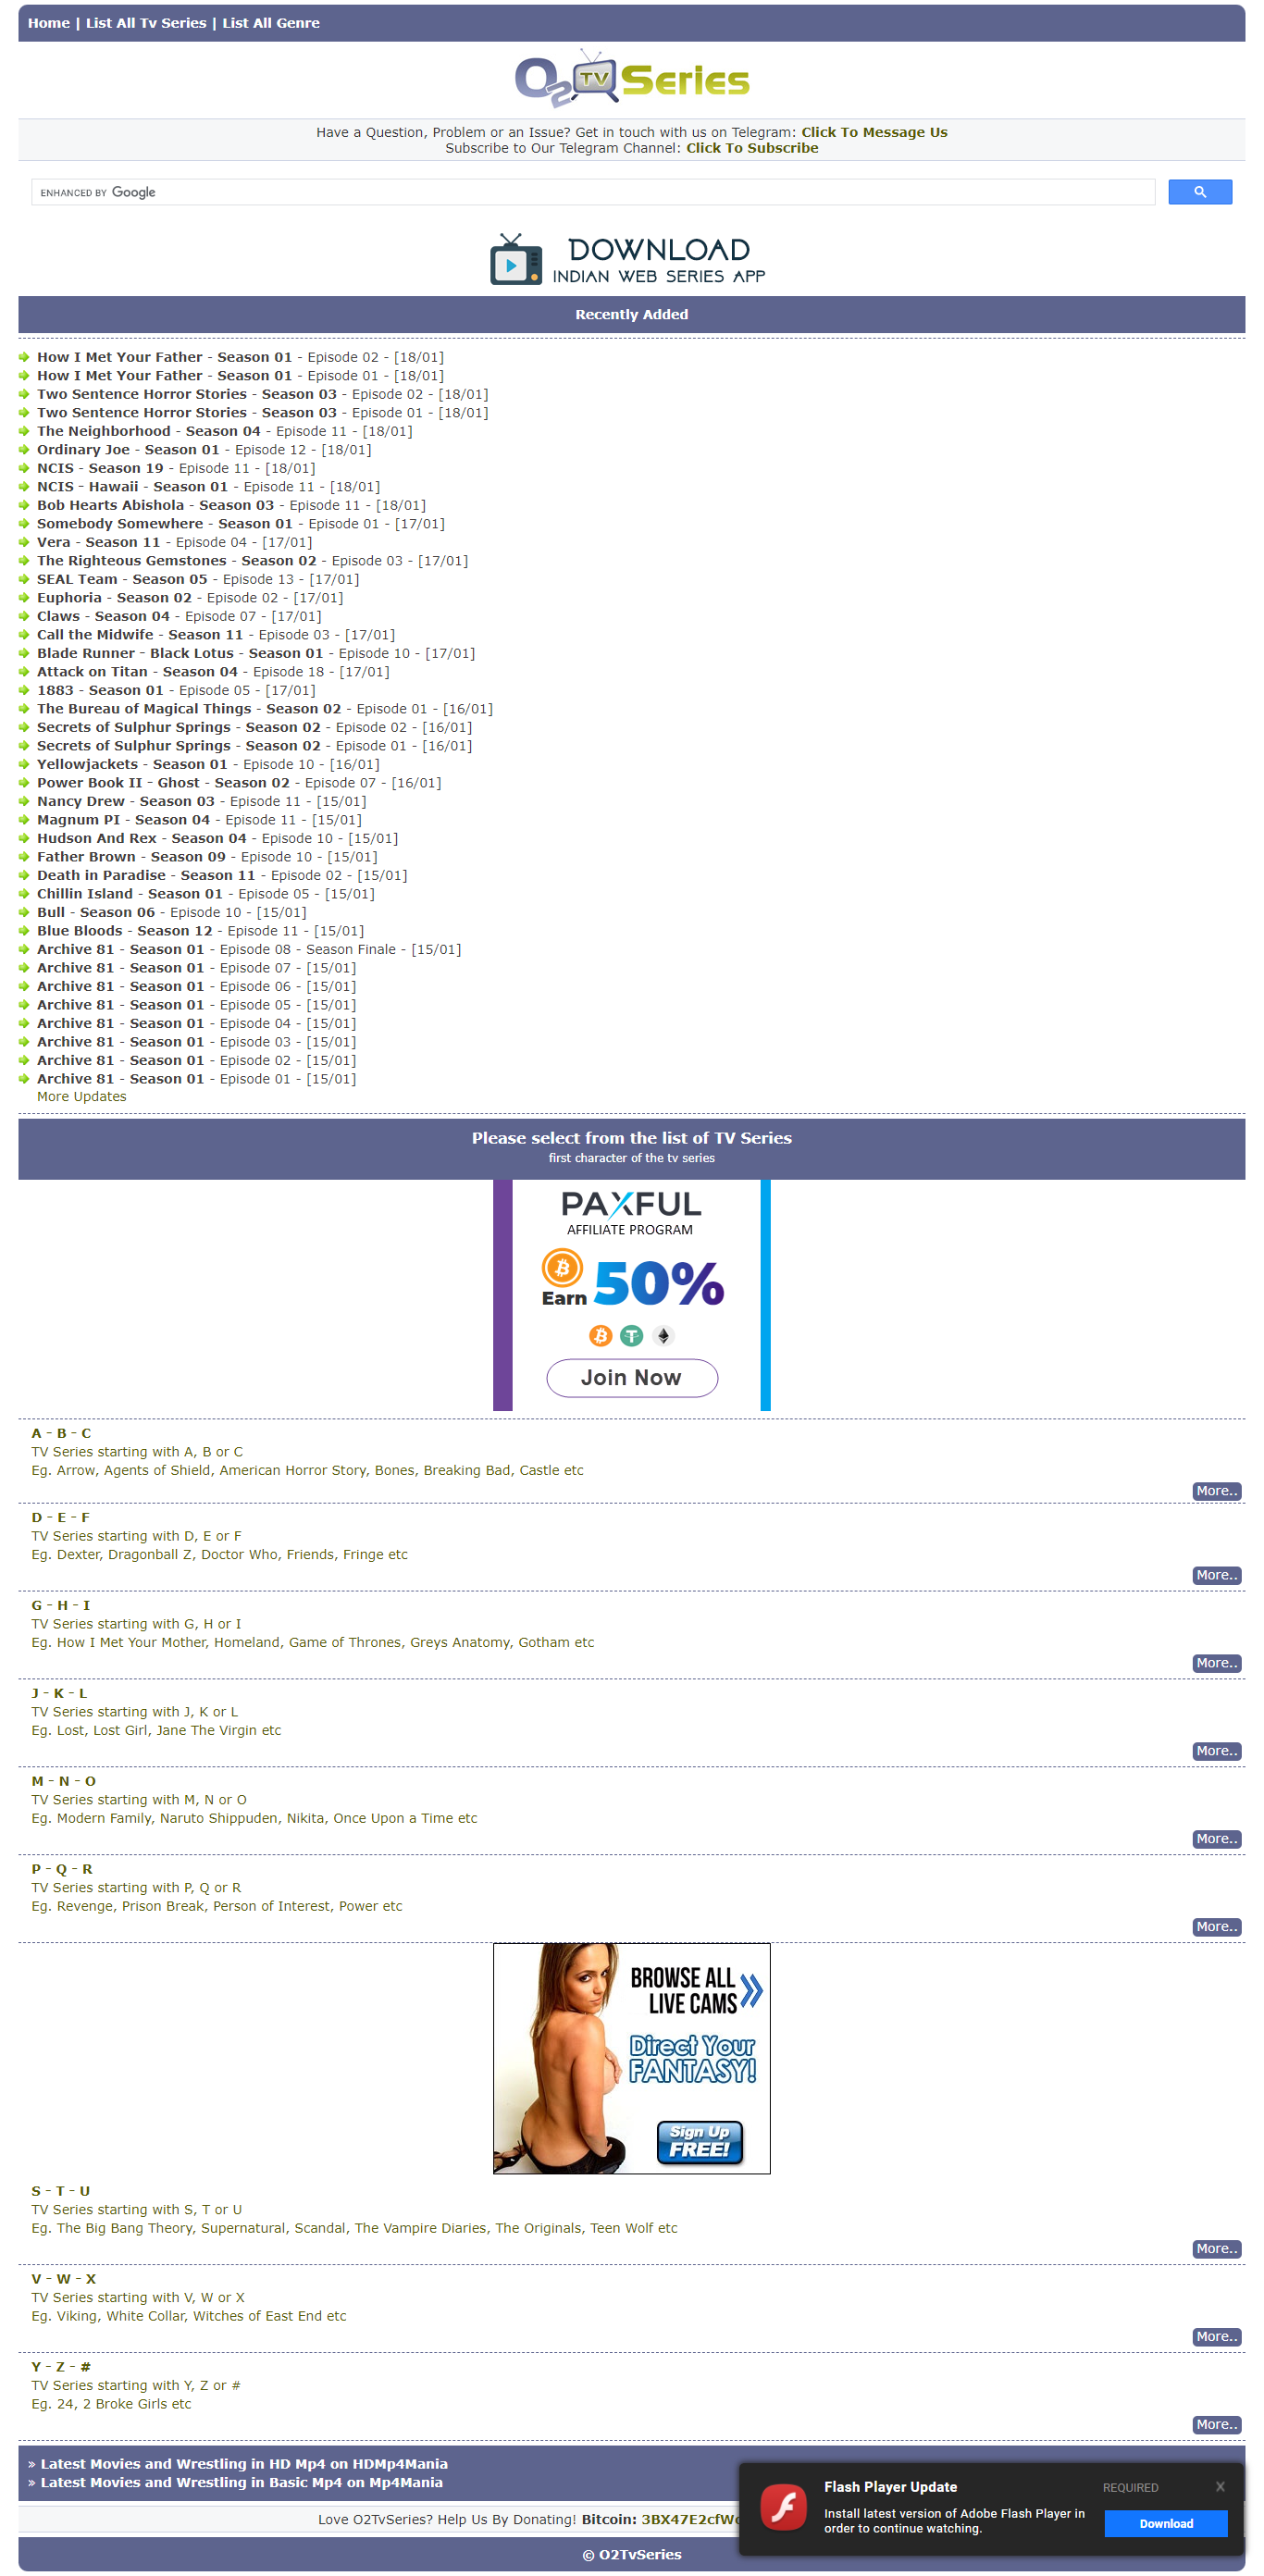 Home | List All Tv Series | List All Genre
O2 TV Series
Have a Question, Problem or an Issue? Get in touch with us on Telegram: Click To Message Us
Subscribe to Our Telegram Channel: Click To Subscribe
ENHANCED BY Google
DOWNLOAD
INDIAN WEB SERIES APP
Recently Added
How I Met Your Father - Season 01 - Episode 02 - [18/01]
How I Met Your Father - Season 01 - Episode 01 - [18/01]
Two Sentence Horror Stories - Season 03 - Episode 02 - [18/01]
Two Sentence Horror Stories - Season 03 - Episode 01 - [18/01]
The Neighborhood - Season 04 - Episode 11 - [18/01]
Ordinary Joe - Season 01 - Episode 12 - [18/01]
NCIS - Season 19 - Episode 11 - [18/01]
NCIS - Hawaii - Season 01 - Episode 11 - [18/01]
Bob Hearts Abishola - Season 03 - Episode 11 - [18/01]
Somebody Somewhere - Season 01 - Episode 01 - [17/01]
Vera - Season 11 - Episode 04 - [17/01]
The Righteous Gemstones - Season 02 - Episode 03 - [17/01]
SEAL Team - Season 05 - Episode 13 - [17/01]
Euphoria - Season 02 - Episode 02 - [17/01]
Claws - Season 04 - Episode 07 - [17/01]
Call the Midwife - Season 11 - Episode 03 - [17/01]
Blade Runner - Black Lotus - Season 01 - Episode 10 - [17/01]
Attack on Titan - Season 04 - Episode 18 - [17/01]
1883 - Season 01 - Episode 05 - [17/01]
The Bureau of Magical Things - Season 02 - Episode 01 - [16/01]
Secrets of Sulphur Springs - Season 02 - Episode 02 - [16/01]
Secrets of Sulphur Springs - Season 02 - Episode 01 - [16/01]
Yellowjackets - Season 01 - Episode 10 - [16/01]
Power Book II - Ghost - Season 02 - Episode 07 - [16/01]
Nancy Drew - Season 03 - Episode 11 - [15/01]
Magnum PI - Season 04 - Episode 11 - [15/01]
Hudson And Rex - Season 04 - Episode 10 - [15/01]
Father Brown - Season 09 - Episode 10 - [15/01]
Death in Paradise - Season 11 - Episode 02 - [15/01]
Chillin Island - Season 01 - Episode 05 - [15/01]
Bull - Season 06 - Episode 10 - [15/01]
Blue Bloods - Season 12 - Episode 11 - [15/01]
Archive 81 - Season 01 - Episode 08 - Season Finale - [15/01]
Archive 81 - Season 01 - Episode 07 - [15/01]
Archive 81 - Season 01 - Episode 06 - [15/01]
Archive 81 - Season 01 - Episode 05 - [15/01]
Archive 81 - Season 01 - Episode 04 - [15/01]
Archive 81 - Season 01 - Episode 03 - [15/01]
Archive 81 - Season 01 - Episode 02 - [15/01]
Archive 81 - Season 01 - Episode 01 - [15/01]
More Updates
Please select from the list of TV Series
first character of the tv series
PAXFUL
AFFILIATE PROGRAM
Earn 50%
Join Now
A - B - C
TV Series starting with A, B or C
Eg. Arrow, Agents of Shield, American Horror Story, Bones, Breaking Bad, Castle etc
More..
D - E - F
TV Series starting with D, E or F
Eg. Dexter, Dragonball Z, Doctor Who, Friends, Fringe etc
More..
G - H - I
TV Series starting with G, H or I
Eg. How I Met Your Mother, Homeland, Game of Thrones, Greys Anatomy, Gotham etc
More..
J - K - L
TV Series starting with J, K or L
Eg. Lost, Lost Girl, Jane The Virgin etc
More..
M - N - O
TV Series starting with M, N or O
Eg. Modern Family, Naruto Shippuden, Nikita, Once Upon a Time etc
More..
P - Q - R
TV Series starting with P, Q or R
Eg. Revenge, Prison Break, Person of Interest, Power etc
More..
BROWSE ALL
LIVE CAMS
Direct Your
FANTASY!
Sign Up
FREE!
S - T - U
TV Series starting with S, T or U
Eg. The Big Bang Theory, Supernatural, Scandal, The Vampire Diaries, The Originals, Teen Wolf etc
More..
V - W - X
TV Series starting with V, W or X
Eg. Viking, White Collar, Witches of East End etc
More..
Y - Z - #
TV Series starting with Y, Z or #
Eg. 24, 2 Broke Girls etc
More..
» Latest Movies and Wrestling in HD Mp4 on HDMp4Mania
» Latest Movies and Wrestling in Basic Mp4 on Mp4Mania
Flash Player Update REQUIRED X
Install latest version of Adobe Flash Player in
order to continue watching.
Download
Love O2TvSeries? Help Us By Donating! Bitcoin: 3BX47E2cfW
© O2TvSeries